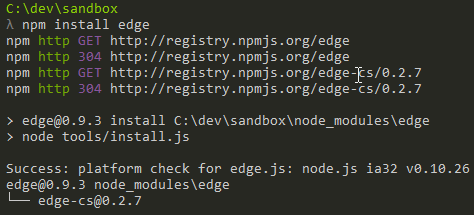 C:\dev\sandbox
λ npm install edge
npm http GET http://registry.npmjs.org/edge
npm http 304 http://registry.npmjs.org/edge
npm http GET http://registry.npmjs.org/edge-cs/0.2.7
npm http 304 http://registry.npmjs.org/edge-cs/0.2.7
> edge@0.9.3 install C:\dev\sandbox\node_modules\edge
> node tools/install.js
Success: platform check for edge.js: node.js ia32 v0.10.26
edge@0.9.3 node_modules\edge
└── edge-cs@0.2.7